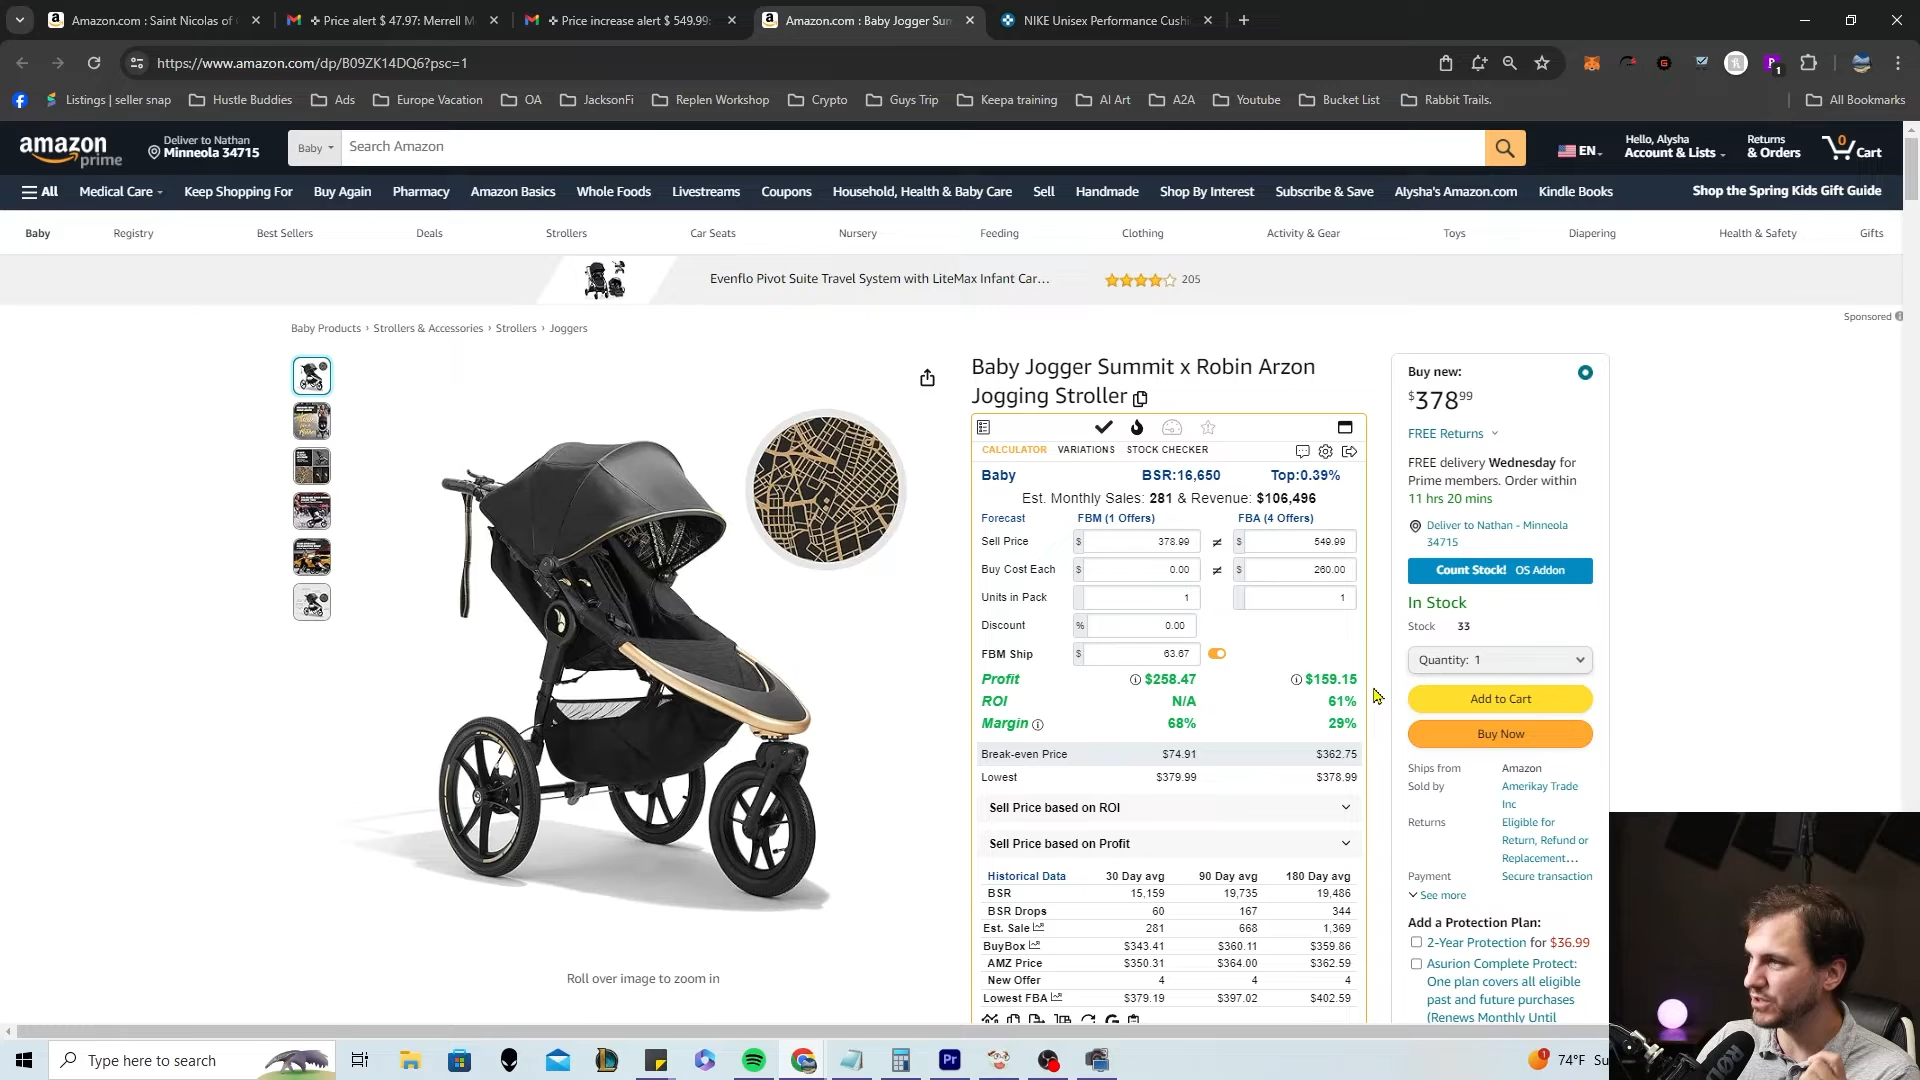 Amazon.com : Saint Nicolas of
Price alert $ 47.97: Merrell M
Price increase alert $ 549.99:
Amazon.com : Baby Jogger Sum
NIKE Unisex Performance Cushi
https://www.amazon.com/dp/B09ZK14DQ6?psc=1
Listings | seller snap
Hustle Buddies
Ads
Europe Vacation
OA
JacksonFi
Replen Workshop
Crypto
Guys Trip
Keepa training
AI Art
A2A
Youtube
Bucket List
Rabbit Trails.
All Bookmarks
amazon
prime
Deliver to Nathan
Minneola 34715
Baby
Search Amazon
EN
Hello, Alysha
Account & Lists
Returns
& Orders
0
Cart
All
Medical Care
Keep Shopping For
Buy Again
Pharmacy
Amazon Basics
Whole Foods
Livestreams
Coupons
Household, Health & Baby Care
Sell
Handmade
Shop By Interest
Subscribe & Save
Alysha's Amazon.com
Kindle Books
Shop the Spring Kids Gift Guide
Baby
Registry
Best Sellers
Deals
Strollers
Car Seats
Nursery
Feeding
Clothing
Activity & Gear
Toys
Diapering
Health & Safety
Gifts
Evenflo Pivot Suite Travel System with LiteMax Infant Car…
205
Sponsored
Baby Products › Strollers & Accessories › Strollers › Joggers
Baby Jogger Summit x Robin Arzon
Jogging Stroller
CALCULATOR VARIATIONS STOCK CHECKER
Baby BSR:16,650 Top:0.39%
Est. Monthly Sales: 281 & Revenue: $106,496
Forecast FBM (1 Offers) FBA (4 Offers)
Sell Price $ 378.99 ≠ $ 549.99
Buy Cost Each $ 0.00 ≠ $ 260.00
Units in Pack 1 1
Discount % 0.00
FBM Ship $ 63.67
Profit $258.47 $159.15
ROI N/A 61%
Margin 68% 29%
Break-even Price $74.91 $362.75
Lowest $379.99 $378.99
Sell Price based on ROI
Sell Price based on Profit
Historical Data 30 Day avg 90 Day avg 180 Day avg
BSR 15,159 19,735 19,486
BSR Drops 60 167 344
Est. Sale 281 668 1,369
BuyBox $343.41 $360.11 $359.86
AMZ Price $350.31 $364.00 $362.59
New Offer 4 4 4
Lowest FBA $379.19 $397.02 $402.59
Roll over image to zoom in
Buy new:
$378 99
FREE Returns
FREE delivery Wednesday for
Prime members. Order within
11 hrs 20 mins
Deliver to Nathan - Minneola
34715
Count Stock! OS Addon
In Stock
Stock 33
Quantity: 1
Add to Cart
Buy Now
Ships from Amazon
Sold by Amerikay Trade
Inc
Returns Eligible for
Return, Refund or
Replacement…
Payment Secure transaction
See more
Add a Protection Plan:
2-Year Protection for $36.99
Asurion Complete Protect:
One plan covers all eligible
past and future purchases
(Renews Monthly Until
RØDE
Type here to search
Pr
1
74°F Su